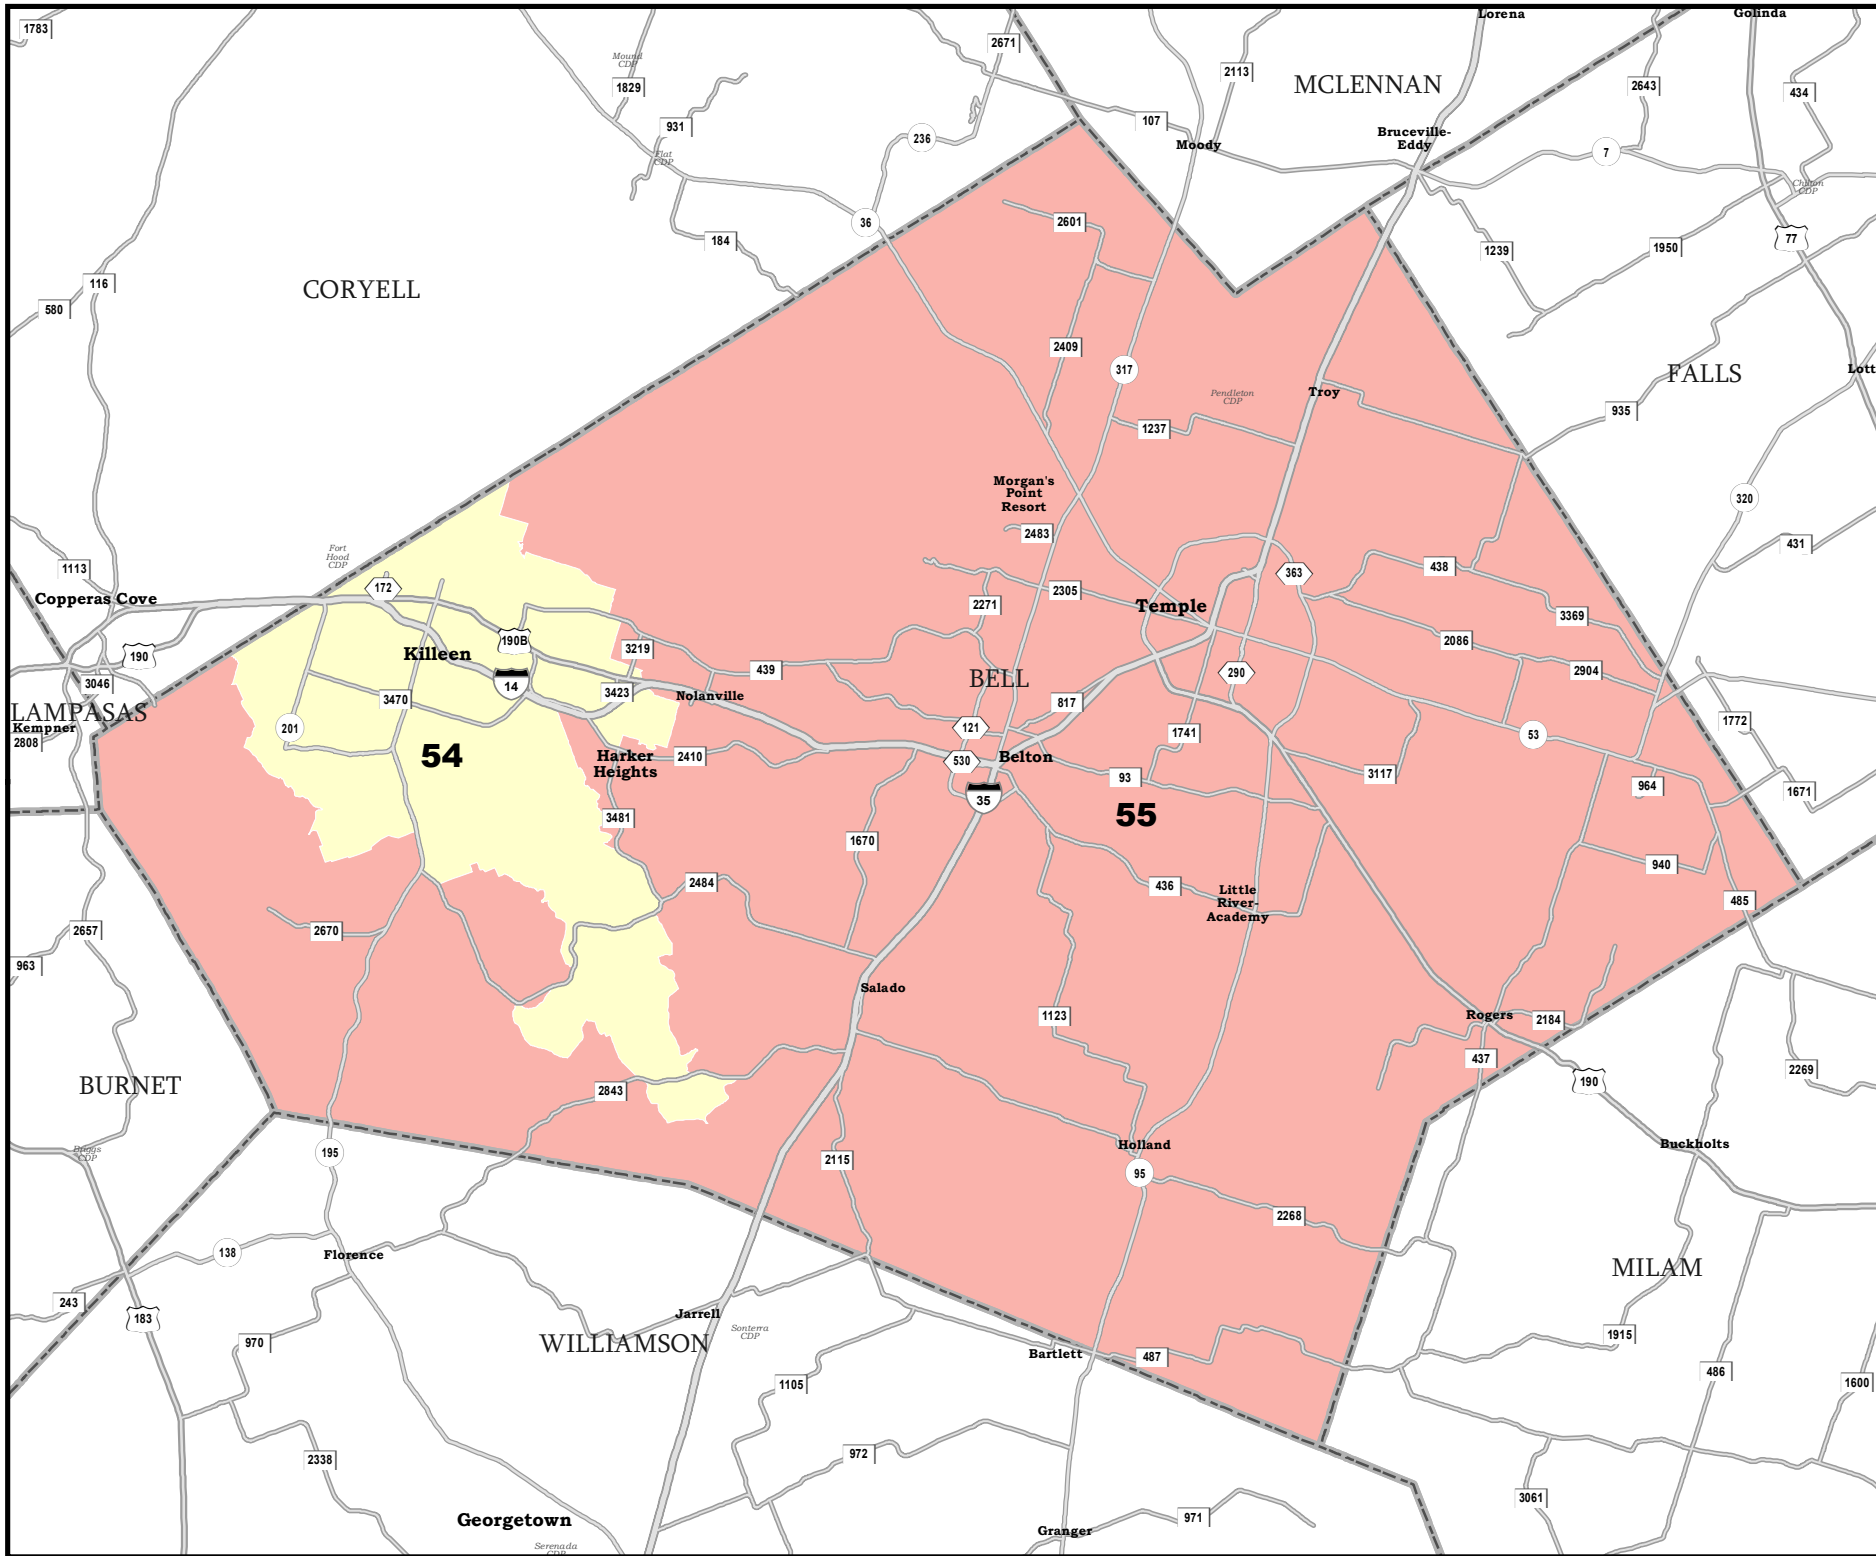 1783
Lorena
Golinda
2671
Mound
CDP
1829
2113
MCLENNAN
2643
434
931
107
Bruceville-
Eddy
236
Moody
7
Flat
CDP
Chilton
CDP
36
2601
184
1239
1950
77
116
CORYELL
580
2409
317
FALLS
Lott
Pendleton
CDP
Troy
935
1237
Morgan's
Point
Resort
320
2483
431
Fort
Hood
CDP
1113
172
363
438
Copperas Cove
2305
2271
Temple
3369
190B
2086
190
Killeen
3219
439
BELL
290
2904
3046
14
3423
Nolanville
3470
817
LAMPASAS
Kempner
2808
201
121
1741
53
1772
54
Harker
Heights
2410
530
Belton
93
3117
964
1671
35
55
3481
1670
940
2484
436
Little
River-
Academy
485
2670
2657
963
Salado
1123
Rogers
2184
437
BURNET
2843
190
2269
Briggs
CDP
195
2115
Holland
95
Buckholts
2268
138
Florence
MILAM
243
183
Jarrell
Sonterra
CDP
970
WILLIAMSON
Bartlett
487
1915
1105
486
1600
972
2338
3061
Georgetown
971
Granger
Serenada
CDP